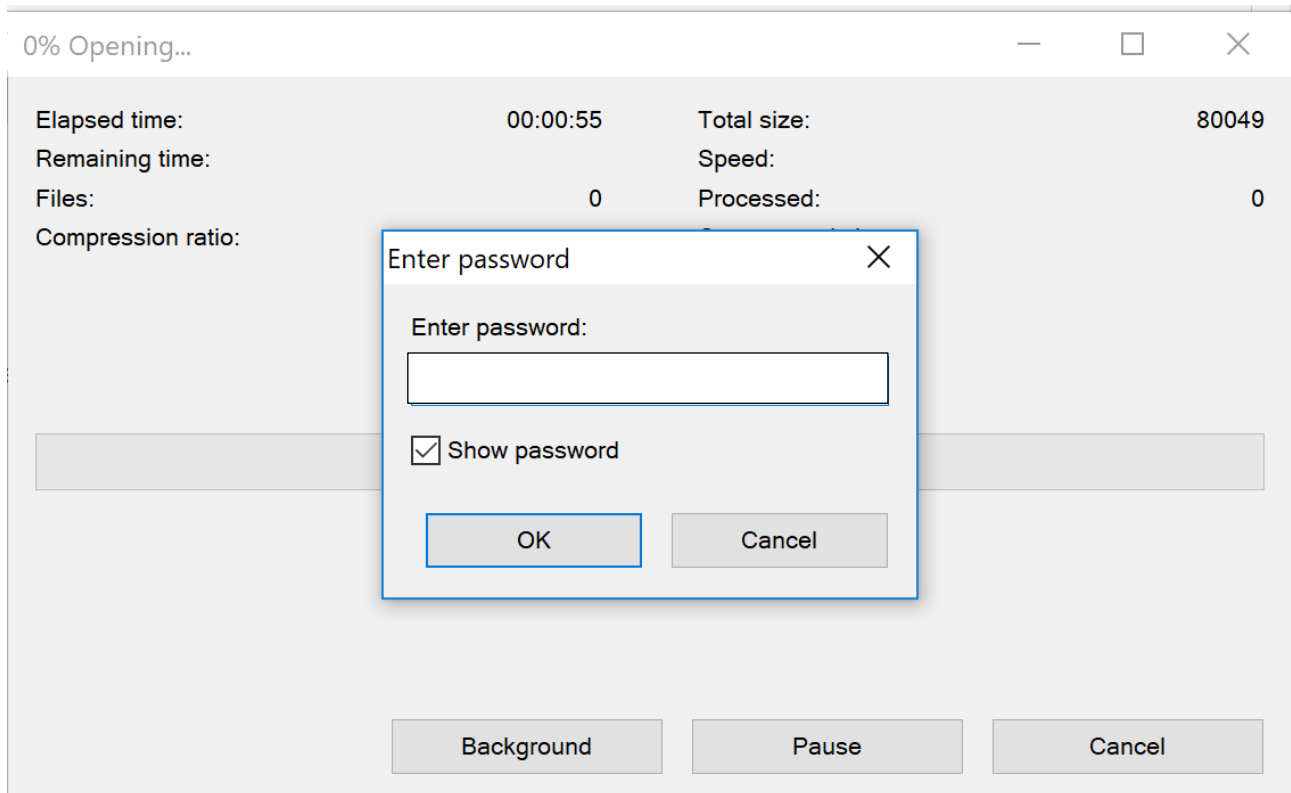 0% Opening...
Elapsed time: 00:00:55 Total size: 80049
Remaining time: Speed:
Files: 0 Processed: 0
Compression ratio:
Enter password
Enter password:
Show password
OK Cancel
Background Pause Cancel